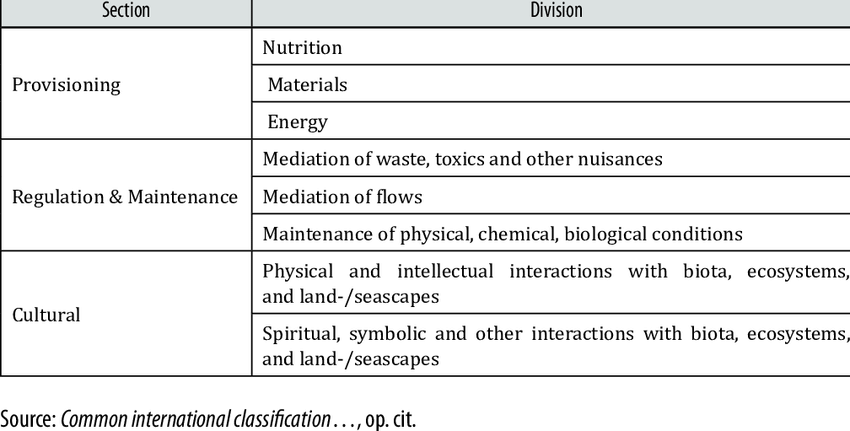 Section Division
Nutrition
Provisioning
Materials
Energy
Mediation of waste, toxics and other nuisances
Regulation & Maintenance
Mediation of flows
Maintenance of physical, chemical, biological conditions
Physical and intellectual interactions with biota, ecosystems,
and land-/seascapes
Cultural
Spiritual, symbolic and other interactions with biota, ecosystems,
and land-/seascapes
Source: Common international classification . . . , op. cit.